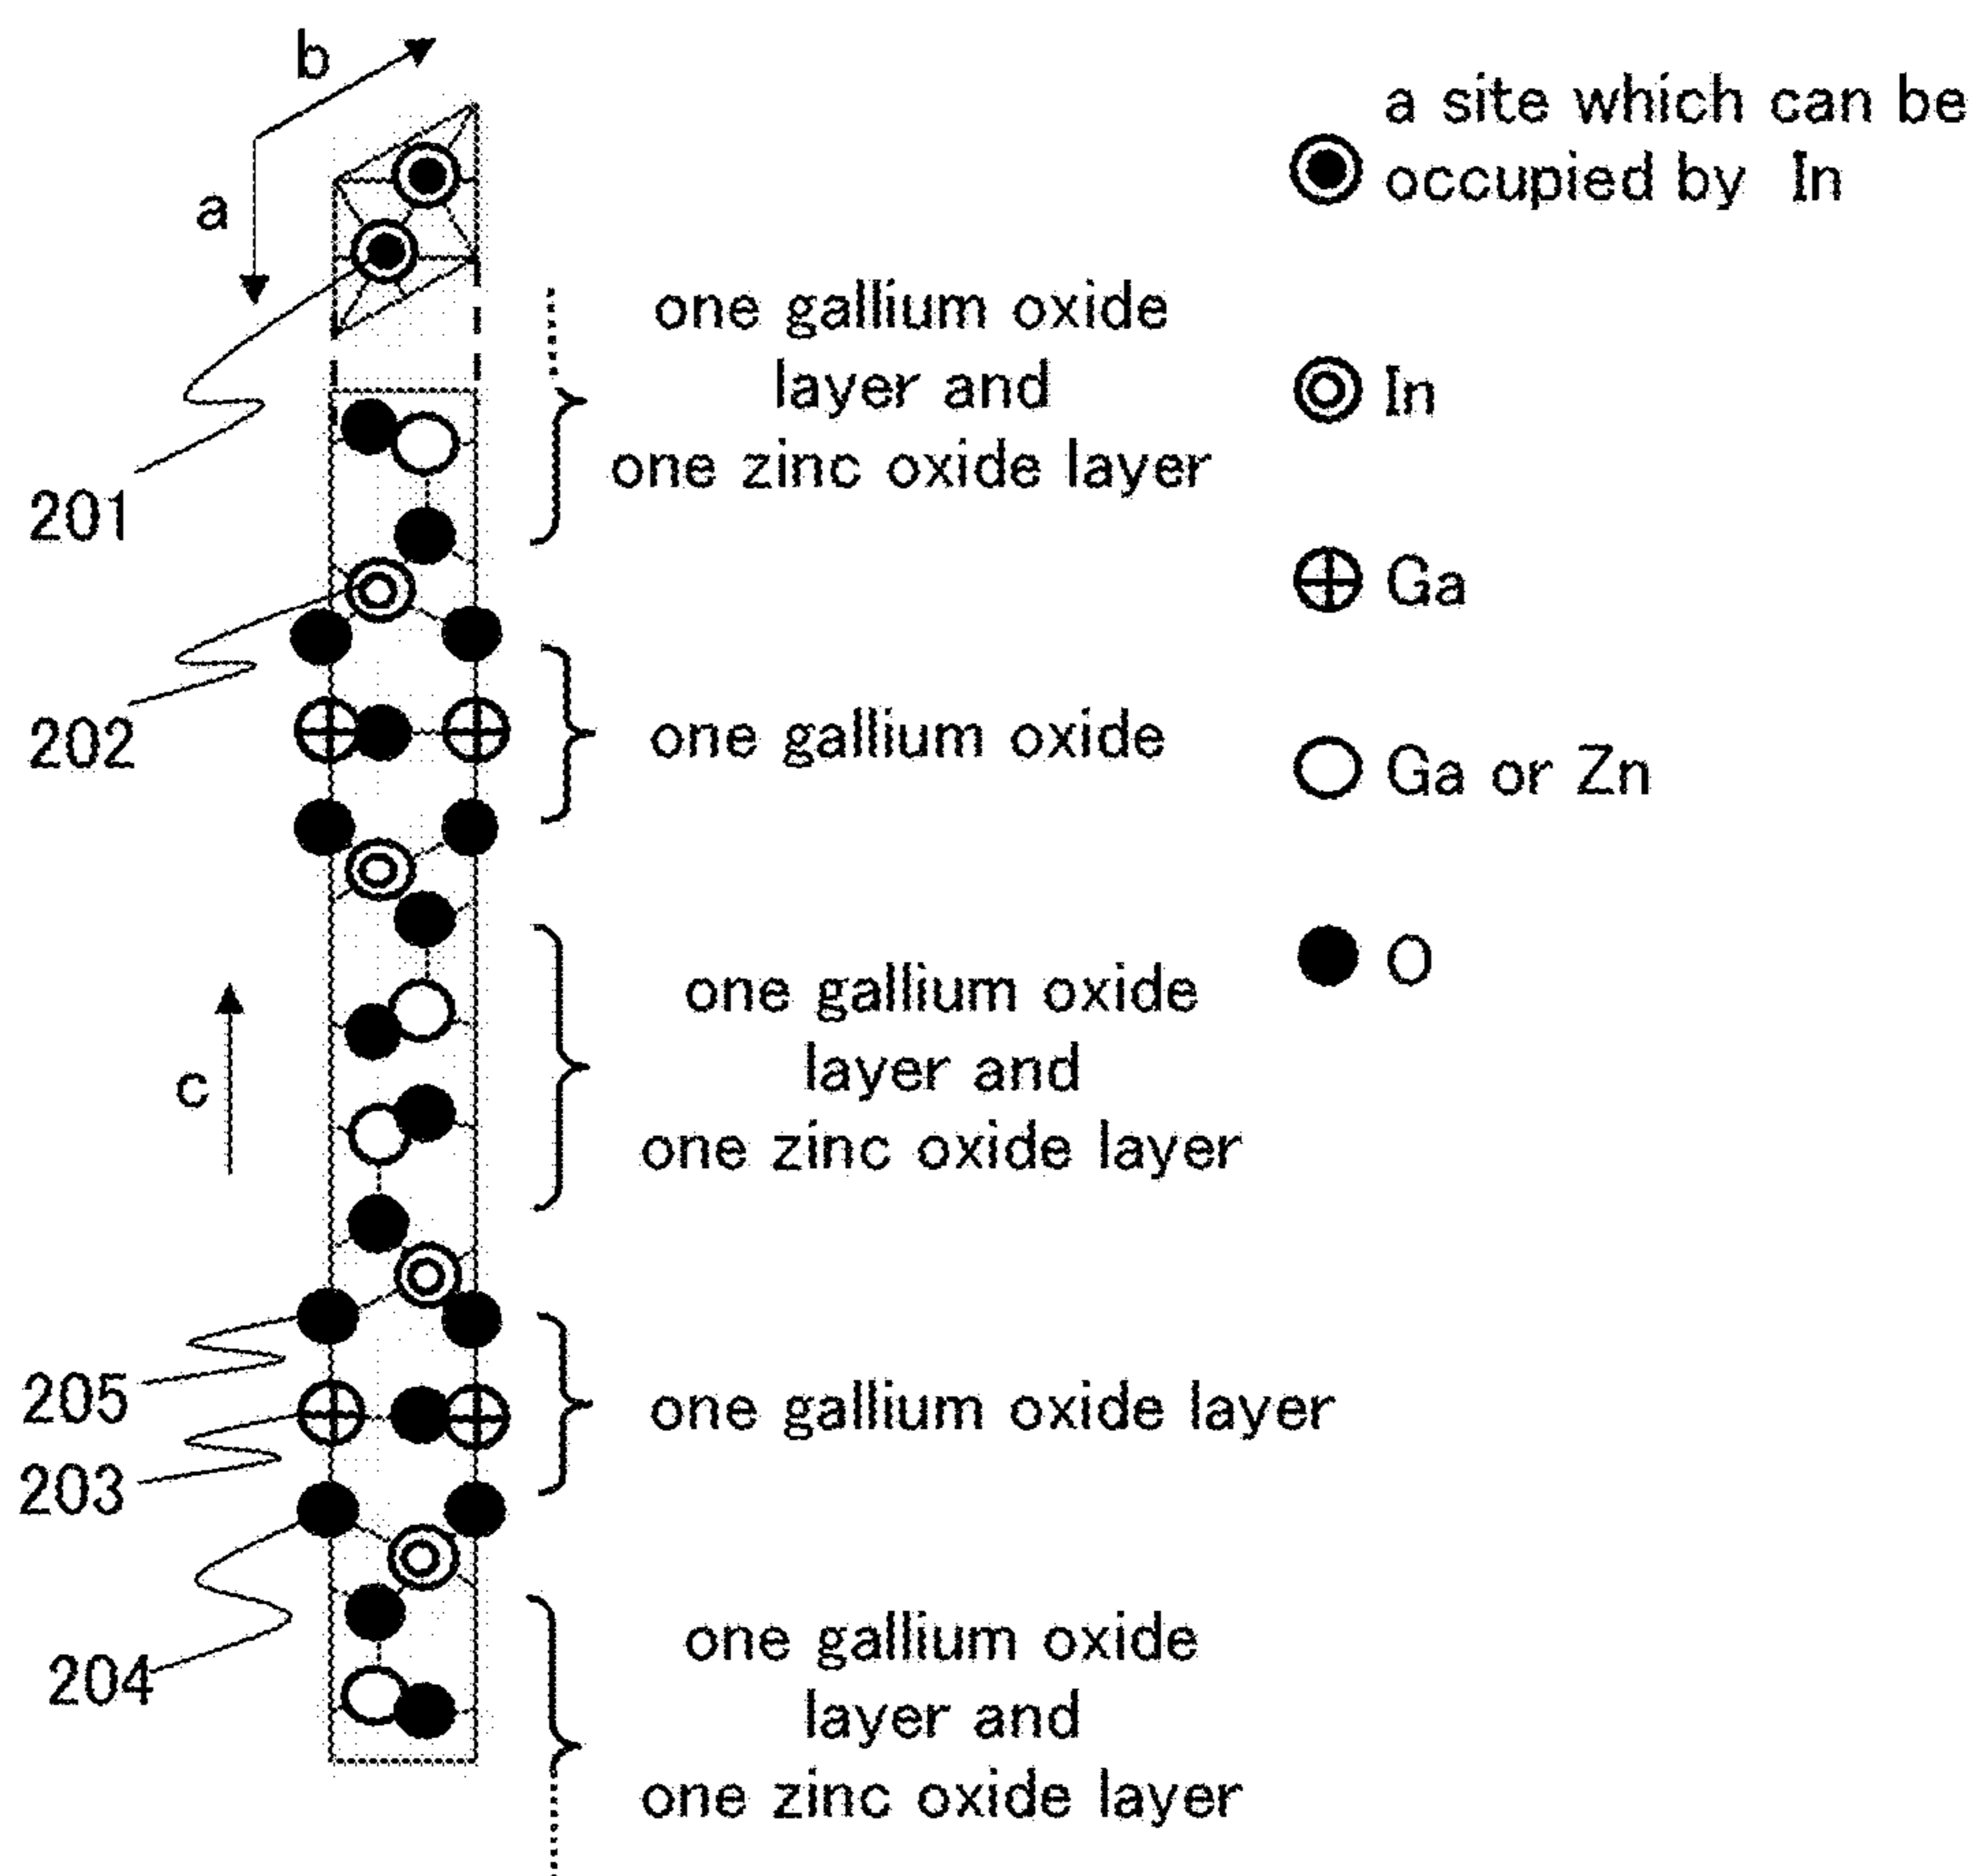 b
a
201
202
c
205
203
204
one gallium oxide
layer and
one zinc oxide layer
one gallium oxide
one gallium oxide
layer and
one zinc oxide layer
one gallium oxide layer
one gallium oxide
layer and
one zinc oxide layer
a site which can be
occupied by In
In
Ga
Ga or Zn
O